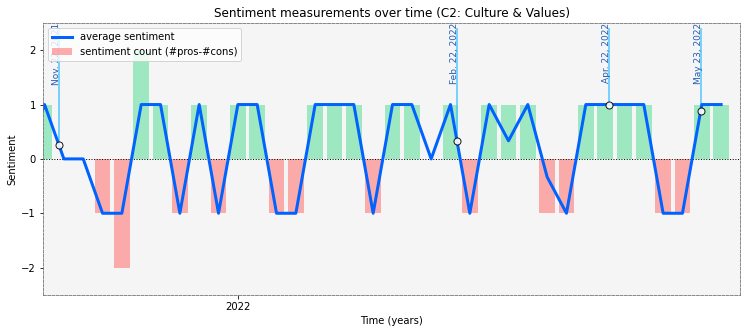 Sentiment measurements over time (C2: Culture & Values)
average sentiment
sentiment count (#pros-#cons)
Nov.
Feb. 22, 2022
Apr. 22, 2022
May 23, 2022
Sentiment
2
1
0
−1
−2
2022
Time (years)